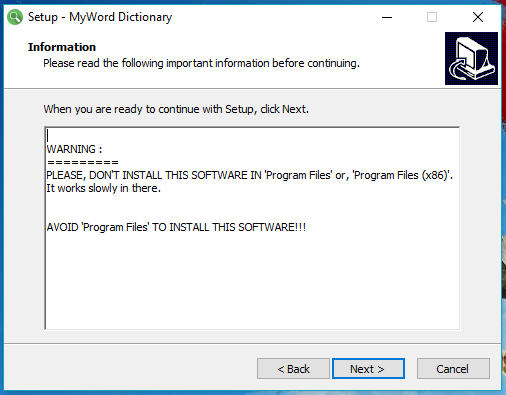 Setup - MyWord Dictionary
Information
Please read the following important information before continuing.
When you are ready to continue with Setup, click Next.
WARNING :
=========
PLEASE, DON'T INSTALL THIS SOFTWARE IN 'Program Files' or, 'Program Files (x86)'.
It works slowly in there.
AVOID 'Program Files' TO INSTALL THIS SOFTWARE!!!
< Back
Next >
Cancel